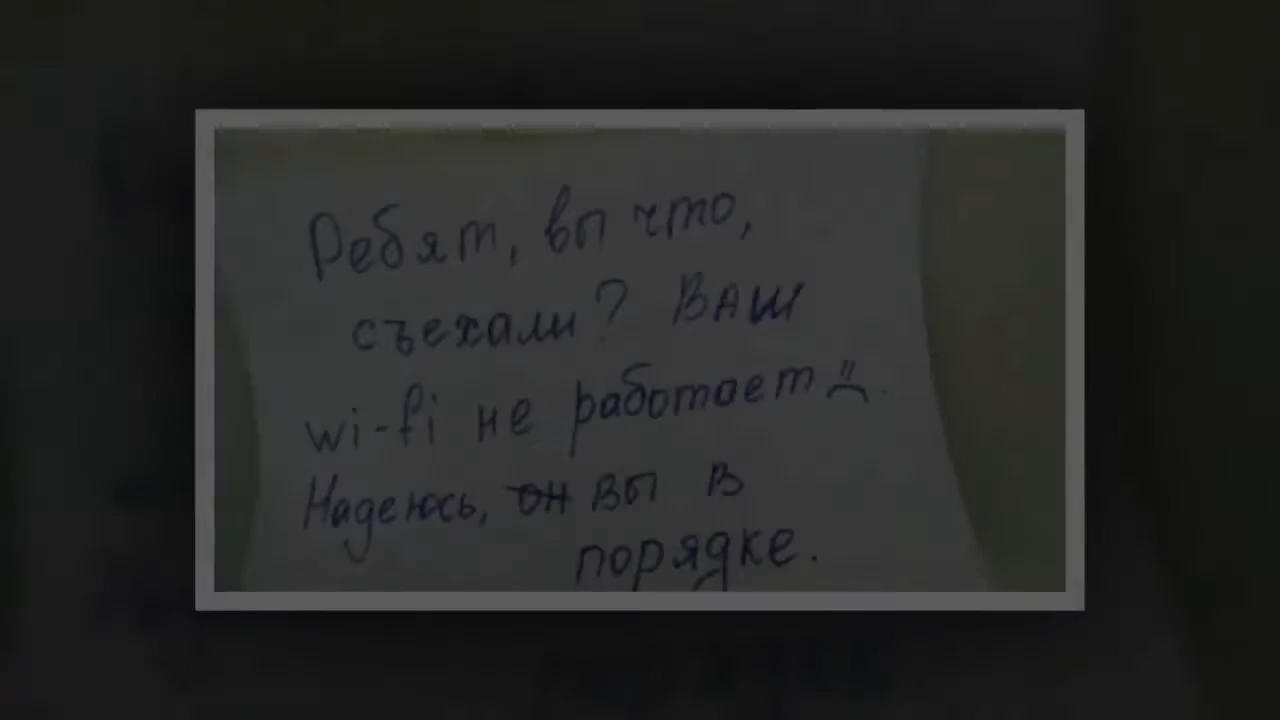 Ребят, вы что,
съехали? ВАШ
wi-fi не работает
Надеюсь, он вы в
порядке.